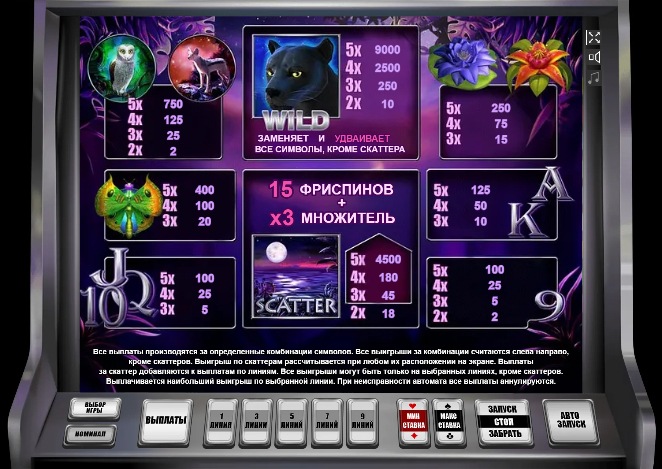 5x 750
4x 125
3x 25
2x 2
5x 9000
4x 2500
3x 250
2x 10
WILD
ЗАМЕНЯЕТ И УДВАИВАЕТ
ВСЕ СИМВОЛЫ, КРОМЕ СКАТТЕРА
5x 250
4x 75
3x 15
5x 400
4x 100
3x 20
15 ФРИСПИНОВ
+
x3 МНОЖИТЕЛЬ
5x 125
4x 50
3x 10
A
K
J
10 Q
5x 100
4x 25
3x 5
SCATTER
5x 4500
4x 180
3x 45
2x 18
5x 100
4x 25
3x 5
2x 2
9
Все выплаты производятся за определенные комбинации символов. Все выигрыши за комбинации считаются слева направо,
кроме скаттеров. Выигрыш по скаттерам рассчитывается при любом их расположении на экране. Выплаты
за скаттер добавляются к выплатам по линиям. Все выигрыши могут быть только на выбранных линиях, кроме скаттеров.
Выплачивается наибольший выигрыш по выбранной линии. При неисправности автомата все выплаты аннулируются.
ВЫБОР
ИГРЫ
НОМИНАЛ
ВЫПЛАТЫ
1
ЛИНИЯ
3
ЛИНИИ
5
ЛИНИЙ
7
ЛИНИЙ
9
ЛИНИЙ
МИН
СТАВКА
МАКС
СТАВКА
ЗАПУСК
СТОП
ЗАБРАТЬ
АВТО
ЗАПУСК